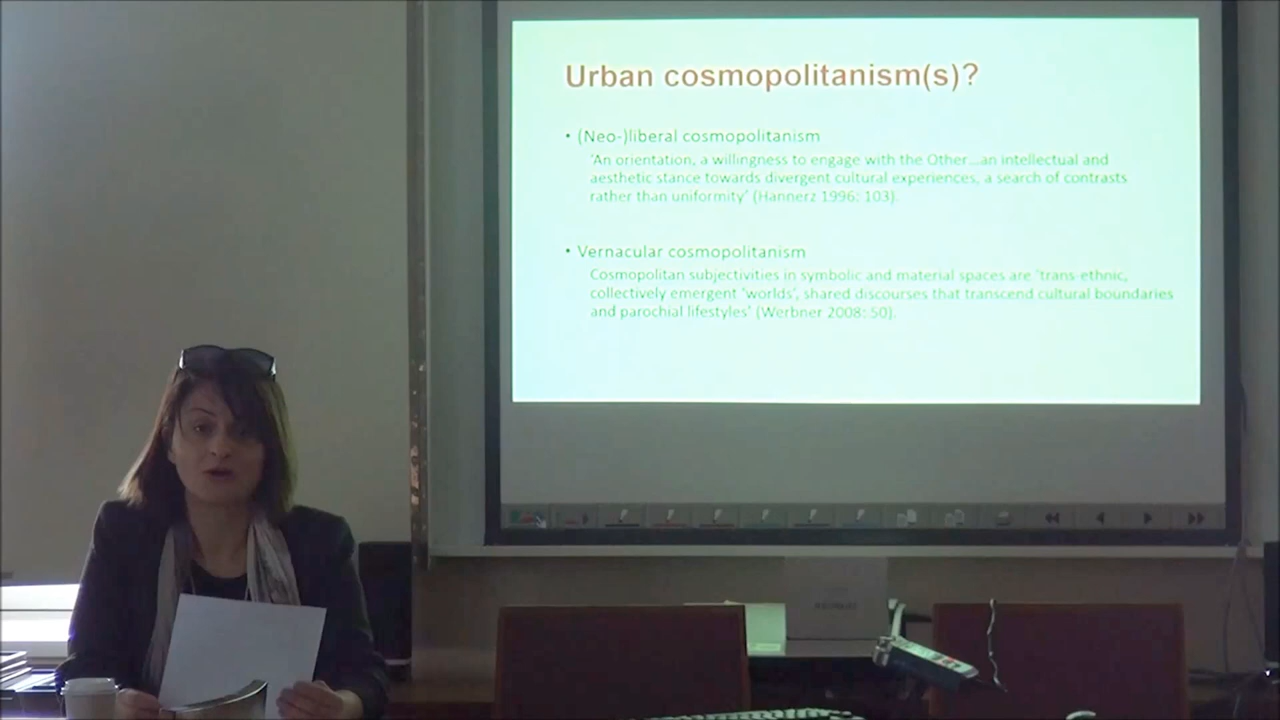 Urban cosmopolitanism(s)?
• (Neo-)liberal cosmopolitanism
'An orientation, a willingness to engage with the Other...an intellectual and
aesthetic stance towards divergent cultural experiences, a search of contrasts
rather than uniformity' (Hannerz 1996: 103).
• Vernacular cosmopolitanism
Cosmopolitan subjectivities in symbolic and material spaces are 'trans-ethnic,
collectively emergent 'worlds', shared discourses that transcend cultural boundaries
and parochial lifestyles' (Werbner 2008: 50).